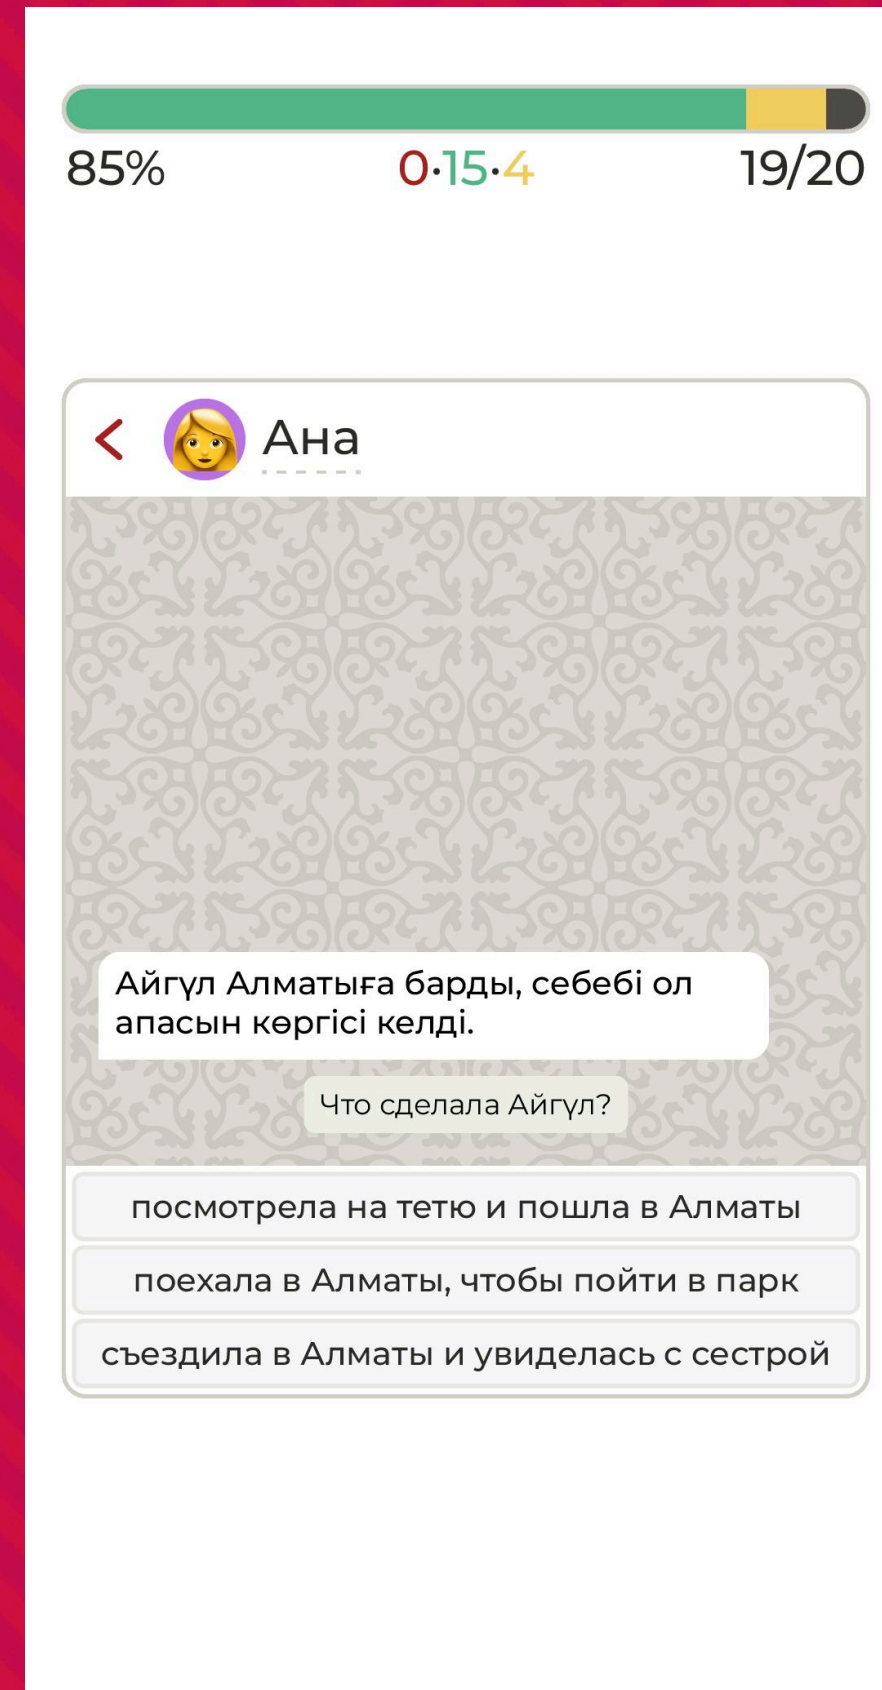 85% 0·15·4 19/20
Ана
Айгүл Алматыға барды, себебі ол
апасын көргісі келді.
Что сделала Айгүл?
посмотрела на тетю и пошла в Алматы
поехала в Алматы, чтобы пойти в парк
съездила в Алматы и увиделась с сестрой